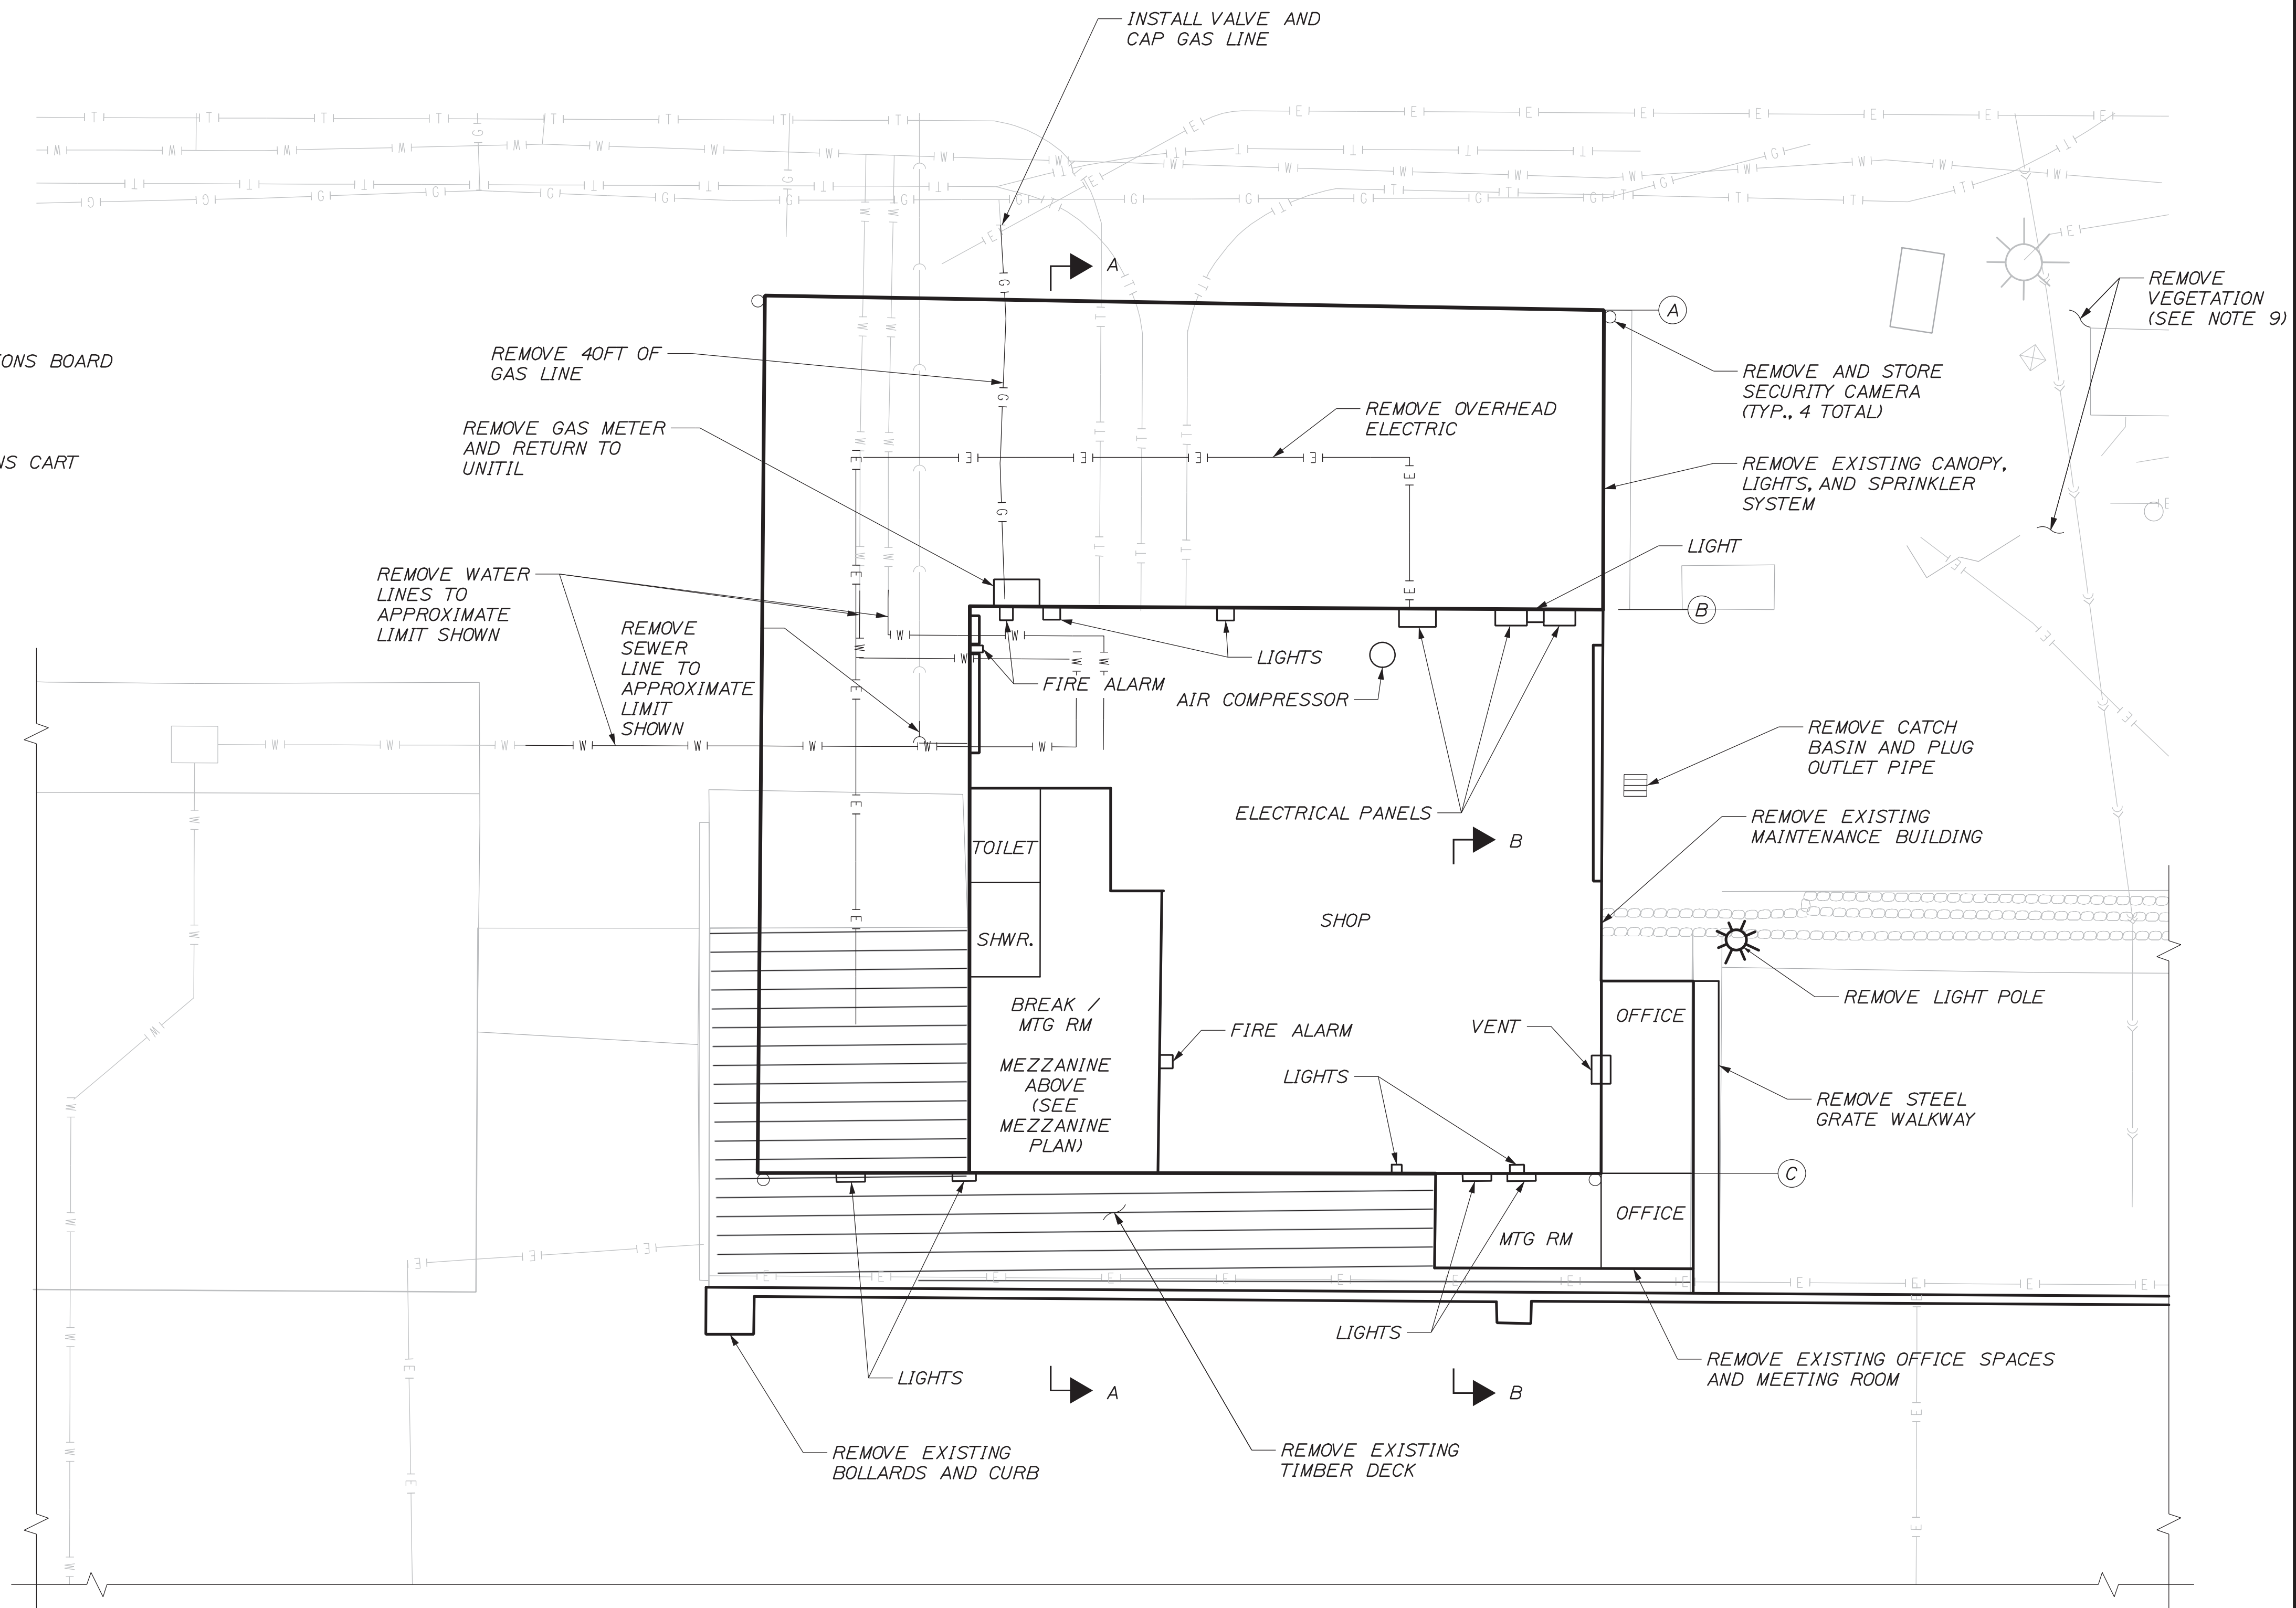 INSTALL VALVE AND
CAP GAS LINE
A
REMOVE
VEGETATION
(SEE NOTE 9)
A
ONS BOARD
REMOVE 40FT OF
GAS LINE
REMOVE AND STORE
SECURITY CAMERA
(TYP., 4 TOTAL)
REMOVE OVERHEAD
ELECTRIC
REMOVE GAS METER
AND RETURN TO
UNITIL
NS CART
REMOVE EXISTING CANOPY,
LIGHTS, AND SPRINKLER
SYSTEM
LIGHT
REMOVE WATER
LINES TO
APPROXIMATE
LIMIT SHOWN
B
REMOVE
SEWER
LINE TO
APPROXIMATE
LIMIT
SHOWN
LIGHTS
FIRE ALARM
AIR COMPRESSOR
REMOVE CATCH
BASIN AND PLUG
OUTLET PIPE
ELECTRICAL PANELS
REMOVE EXISTING
MAINTENANCE BUILDING
B
TOILET
SHOP
SHWR.
REMOVE LIGHT POLE
BREAK /
MTG RM
OFFICE
FIRE ALARM
VENT
MEZZANINE
ABOVE
(SEE
MEZZANINE
PLAN)
LIGHTS
REMOVE STEEL
GRATE WALKWAY
C
OFFICE
MTG RM
LIGHTS
REMOVE EXISTING OFFICE SPACES
AND MEETING ROOM
LIGHTS
A
B
REMOVE EXISTING
BOLLARDS AND CURB
REMOVE EXISTING
TIMBER DECK